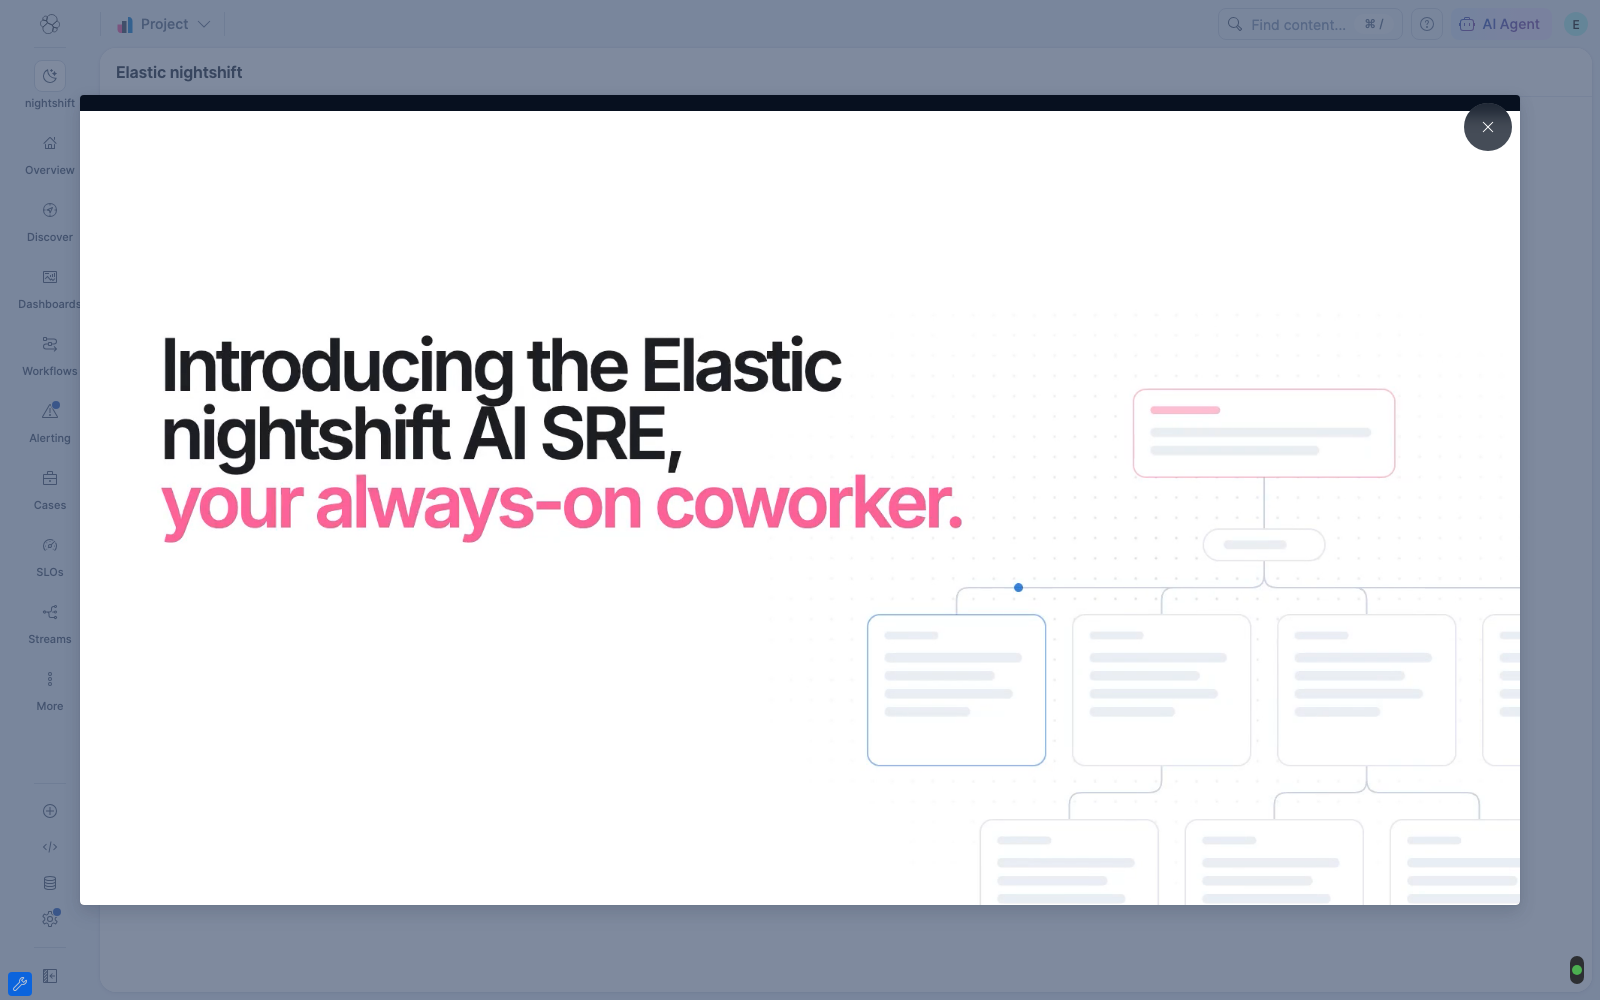 Project
Find content...
⌘ /
AI Agent
E
nightshift
Elastic nightshift
Overview
Discover
Dashboards
Workflows
Alerting
Cases
SLOs
Streams
More
Introducing the Elastic
nightshift AI SRE,
your always-on coworker.